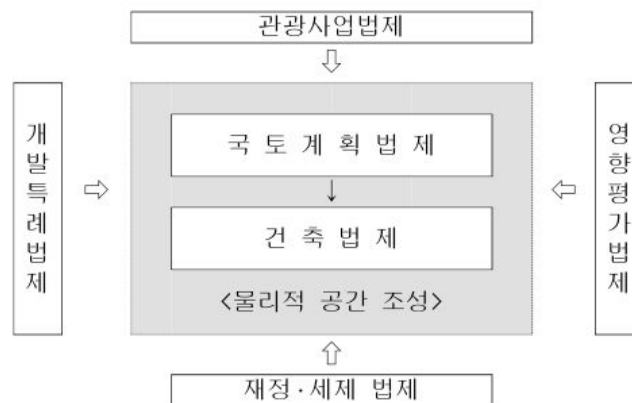 관광사업법제
개발특례법제
국토계획법제
건축법제
<물리적 공간 조성>
영향평가법제
재정·세제 법제